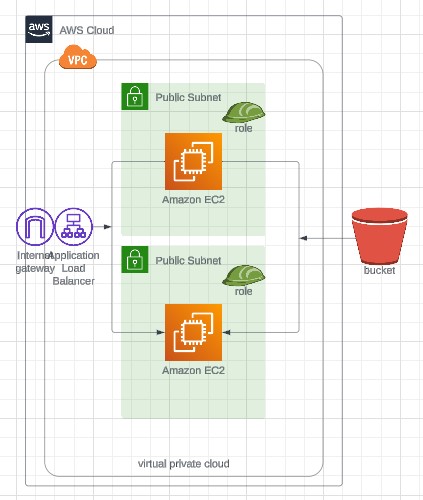 aws
AWS Cloud
VPC
Public Subnet
role
Amazon EC2
Internet
gateway
Application
Load
Balancer
bucket
Public Subnet
role
Amazon EC2
virtual private cloud